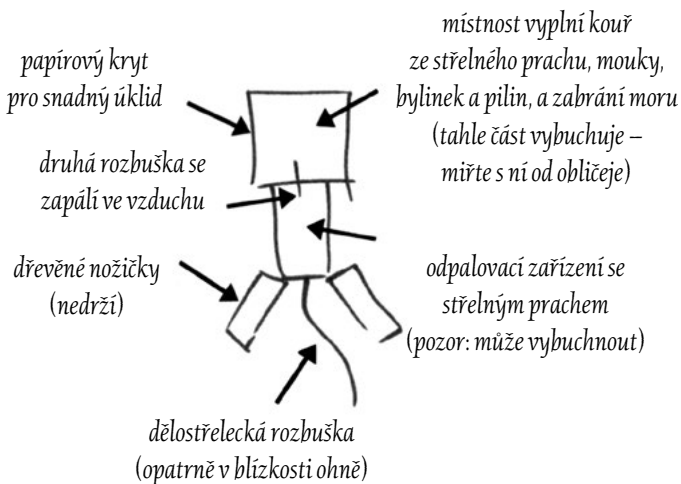 papírový kryt
pro snadný úklid
místnost vyplní kouř
ze střelného prachu, mouky,
bylinek a pilin, a zabrání moru
(tahle část vybuchuje –
miřte s ní od obličeje)
druhá rozbuška se
zapálí ve vzduchu
dřevěné nožičky
(nedrží)
odpalovací zařízení se
střelným prachem
(pozor: může vybuchnout)
dělostřelecká rozbuška
(opatrně v blízkosti ohně)